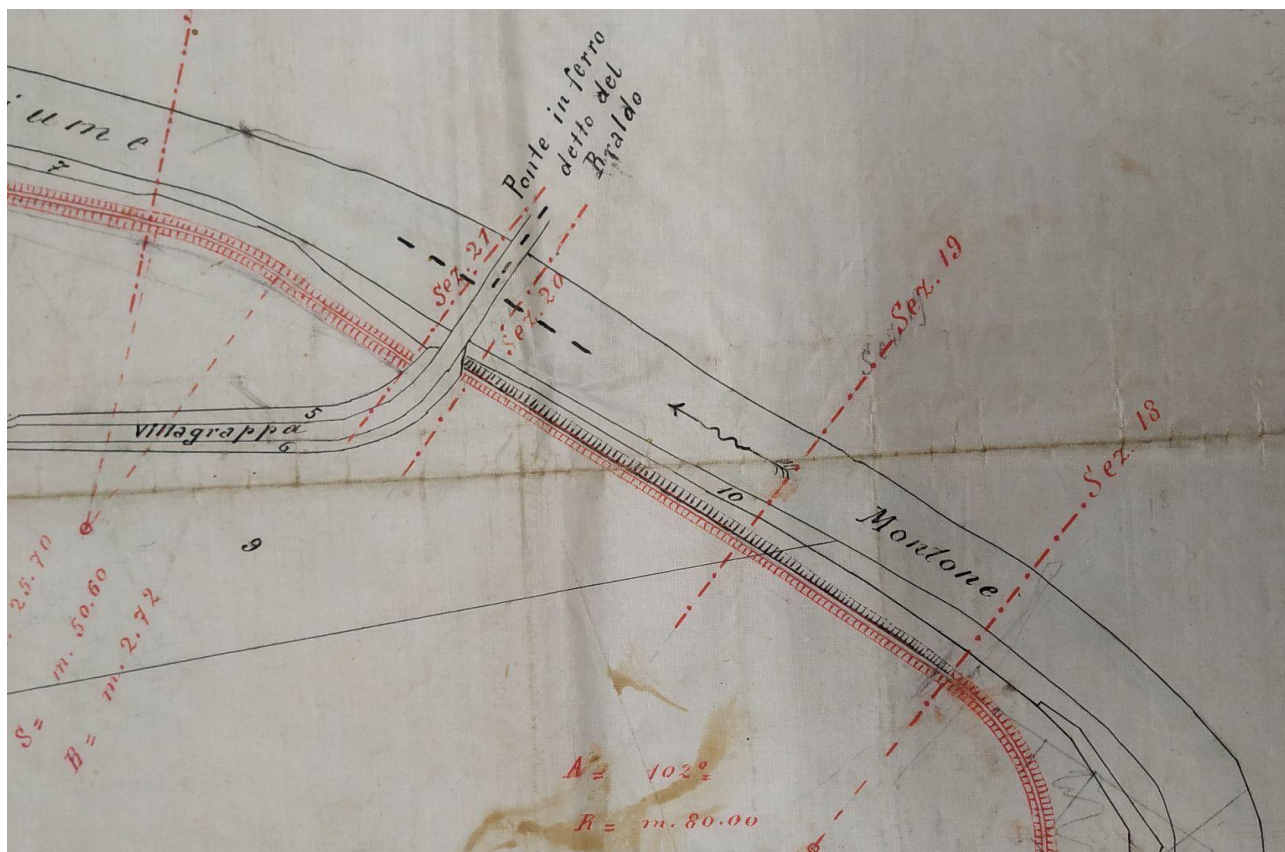 Ponte in ferro
detto del
Braldo
iume
7
Sez. 21
Sez. 20
Sez. 19
Sez. 18
5
Villagrappa
6
10
Montone
9
25.70
S= m. 50.60
B= m. 2.72
A= 102°
R= m. 80.00